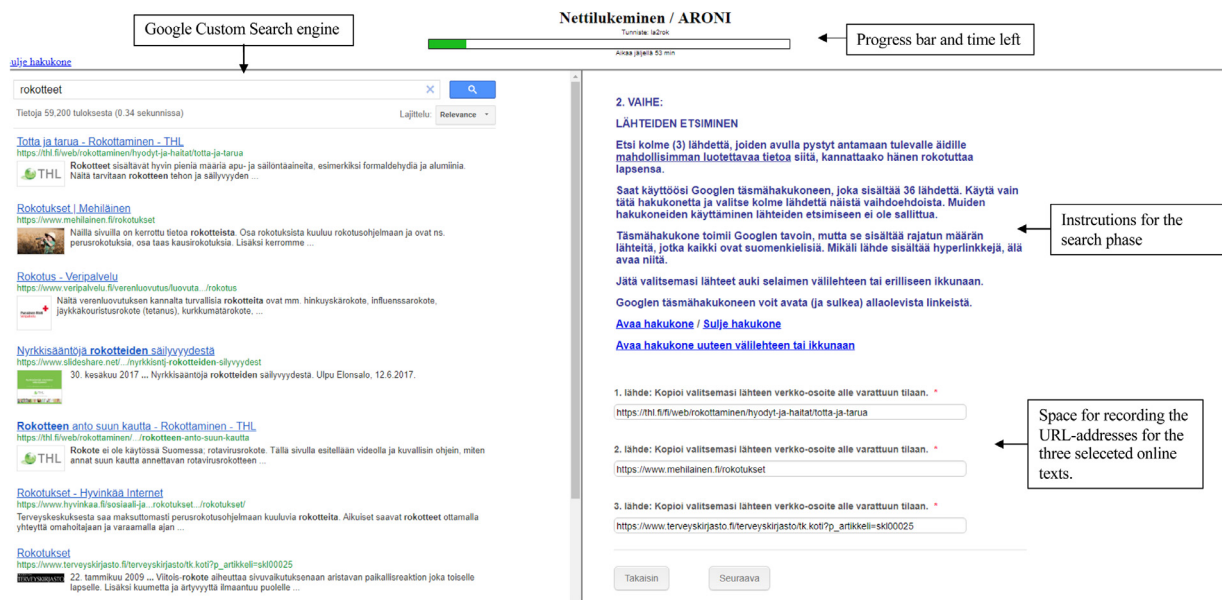 Nettilukeminen / ARONI
Tunniste: la2rok
Aikaa jäljellä 53 min
Google Custom Search engine
Progress bar and time left
ulje hakukone
rokotteet
Tietoja 59,200 tuloksesta (0.34 sekunnissa)
Lajittelu: Relevance
Totta ja tarua - Rokottaminen - THL
https://thl.fi/web/rokottaminen/hyodyt-ja-haitat/totta-ja-tarua
THL
Rokotteet sisältävät hyvin pieniä määriä apu- ja säilöntäaineita, esimerkiksi formaldehydiä ja alumiinia.
Näitä tarvitaan rokotteen tehon ja säilyvyyden ...
Rokotukset | Mehiläinen
https://www.mehilainen.fi/rokotukset
Näillä sivuilla on kerrottu tietoa rokotteista. Osa rokotuksista kuuluu rokotusohjelmaan ja ovat ns.
perusrokotuksia, osa taas kausirokotuksia. Lisäksi kerromme ...
Rokotus - Veripalvelu
https://www.veripalvelu.fi/verenluovutus/luovuta.../rokotus
Näitä verenluovutuksen kannalta turvallisia rokotteita ovat mm. hinkuyskärokote, influenssarokote,
jäykkäkouristusrokote (tetanus), kurkkumätärokote, ...
Nyrkkisääntöjä rokotteiden säilyvyydestä
https://www.slideshare.net/.../nyrkkisntj-rokotteiden-silyvyydest
30. kesäkuu 2017 ... Nyrkkisääntöjä rokotteiden säilyvyydestä. Ulpu Elonsalo, 12.6.2017.
Rokotteen anto suun kautta - Rokottaminen - THL
https://thl.fi/web/rokottaminen/.../rokotteen-anto-suun-kautta
THL
Rokote ei ole käytössä Suomessa; rotavirusrokote. Tällä sivulla esitellään videolla ja kuvallisin ohjein, miten
annat suun kautta annettavan rotavirusrokotteen ...
Rokotukset - Hyvinkää Internet
https://www.hyvinkaa.fi/sosiaali-ja...rokotukset.../rokotukset/
Terveyskeskuksesta saa maksuttomasti perusrokotusohjelmaan kuuluvia rokotteita. Aikuiset saavat rokotteet ottamalla
yhteyttä omahoitajaan ja varaamalla ajan ...
Rokotukset
https://www.terveyskirjasto.fi/terveyskirjasto/tk.koti?p_artikkeli=skl00025
TERVEYSKIRJASTO
22. tammikuu 2009 ... Viitois-rokote aiheuttaa sivuvaikutuksenaan aristavan paikallisreaktion joka toiselle
lapselle. Lisäksi kuumetta ja ärtyvyyttä ilmaantuu puolelle ...
2. VAIHE:
LÄHTEIDEN ETSIMINEN
Etsi kolme (3) lähdettä, joiden avulla pystyt antamaan tulevalle äidille
mahdollisimman luotettavaa tietoa siitä, kannattaako hänen rokotuttaa
lapsensa.
Saat käyttöösi Googlen täsmähakukoneen, joka sisältää 36 lähdettä. Käytä vain
tätä hakukonetta ja valitse kolme lähdettä näistä vaihdoehdoista. Muiden
hakukoneiden käyttäminen lähteiden etsimiseen ei ole sallittua.
Täsmähakukone toimii Googlen tavoin, mutta se sisältää rajatun määrän
lähteitä, jotka kaikki ovat suomenkielisiä. Mikäli lähde sisältää hyperlinkkejä, älä
avaa niitä.
Jätä valitsemasi lähteet auki selaimen välilehteen tai erilliseen ikkunaan.
Googlen täsmähakukoneen voit avata (ja sulkea) allaolevista linkeistä.
Avaa hakukone / Sulje hakukone
Avaa hakukone uuteen välilehteen tai ikkunaan
1. lähde: Kopioi valitsemasi lähteen verkko-osoite alle varattuun tilaan. *
https://thl.fi/fi/web/rokottaminen/hyodyt-ja-haitat/totta-ja-tarua
2. lähde: Kopioi valitsemasi lähteen verkko-osoite alle varattuun tilaan. *
https://www.mehilainen.fi/rokotukset
3. lähde: Kopioi valitsemasi lähteen verkko-osoite alle varattuun tilaan. *
https://www.terveyskirjasto.fi/terveyskirjasto/tk.koti?p_artikkeli=skl00025
Takaisin
Seuraava
Instrcutions for the
search phase
Space for recording the
URL-addresses for the
three seleceted online
texts.